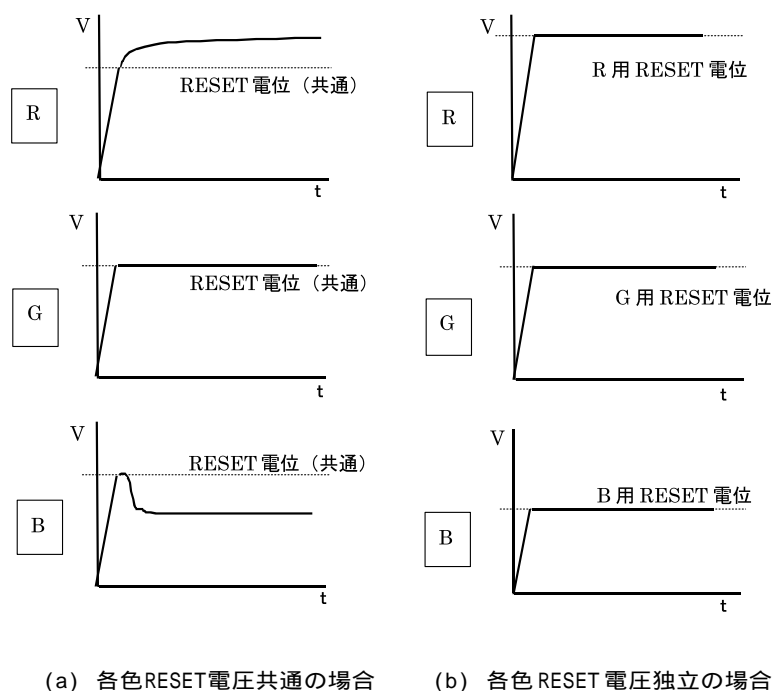 V
RESET 電位（共通）
R
t
V
RESET 電位（共通）
G
t
V
RESET 電位（共通）
B
t
(a) 各色RESET電圧共通の場合
V
R 用 RESET 電位
R
t
V
G 用 RESET 電位
G
t
V
B 用 RESET 電位
B
t
(b) 各色 RESET 電圧独立の場合